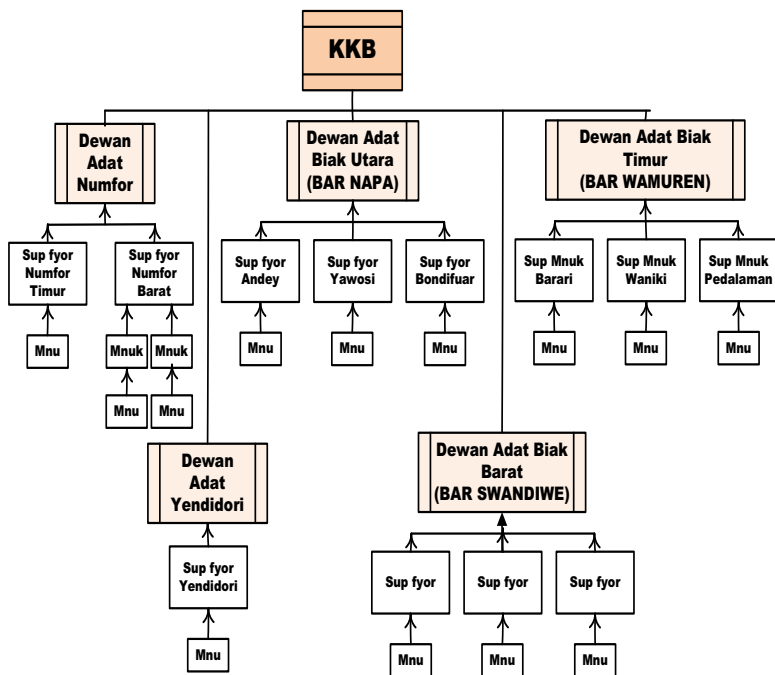 KKB
Dewan
Adat
Numfor
Dewan Adat
Biak Utara
(BAR NAPA)
Dewan Adat Biak
Timur
(BAR WAMUREN)
Sup fyor
Numfor
Timur
Sup fyor
Numfor
Barat
Sup fyor
Andey
Sup fyor
Yawosi
Sup fyor
Bondifuar
Sup Mnuk
Barari
Sup Mnuk
Waniki
Sup Mnuk
Pedalaman
Mnu
Mnuk
Mnuk
Mnu
Mnu
Mnu
Mnu
Mnu
Mnu
Mnu
Mnu
Dewan
Adat
Yendidori
Dewan Adat Biak
Barat
(BAR SWANDIWE)
Sup fyor
Yendidori
Sup fyor
Sup fyor
Sup fyor
Mnu
Mnu
Mnu
Mnu